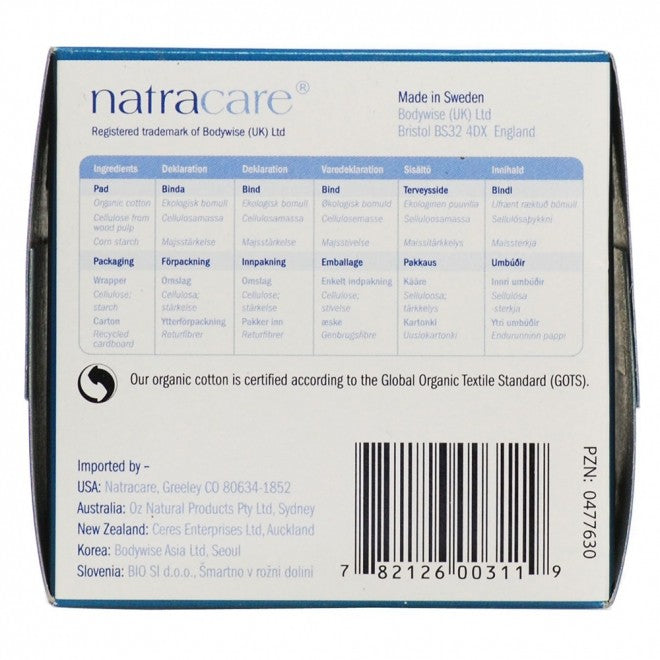 natracare®
Registered trademark of Bodywise (UK) Ltd
Made in Sweden
Bodywise (UK) Ltd
Bristol BS32 4DX England
Ingredients Deklaration Deklaration Varedeklaration Sisältö Innihald
Pad Binda Bind Bind Terveysside Bindi
Organic cotton Ekologisk bomull Ekologisk bomull Økologisk bomuld Ekologinen puuvilla Lífrænt ræktuð bómull
Cellulose from Cellulosamassa Cellulosamassa Cellulosemasse Selluloosamassa Sellulósaþykkni
wood pulp
Corn starch Majsstärkelse Majsstärkelse Majsstivelse Maissitärkkelys Maissterkja
Packaging Förpackning Innpakning Emballage Pakkaus Umbúðir
Wrapper Omslag Omslag Enkelt indpakning Kääre Innri umbúðir
Cellulose; Cellulosa; Cellulose; Cellulose; Selluloosa; Sellulósa
starch stärkelse stärkelse stivelse tärkkelys -sterkja
Carton Ytterförpackning Pakker inn æske Kartonki Ytri umbúðir
Recycled Returfibrer Returfibrer Genbrugsfibre Uusiokartonki Endurunninn pappi
cardboard
Our organic cotton is certified according to the Global Organic Textile Standard (GOTS).
Imported by –
USA: Natracare, Greeley CO 80634-1852
Australia: Oz Natural Products Pty Ltd, Sydney
New Zealand: Ceres Enterprises Ltd, Auckland
Korea: Bodywise Asia Ltd, Seoul
Slovenia: BIO SI d.o.o., Šmartno v rožni dolini
7 82126 00311 9
PZN: 0477630